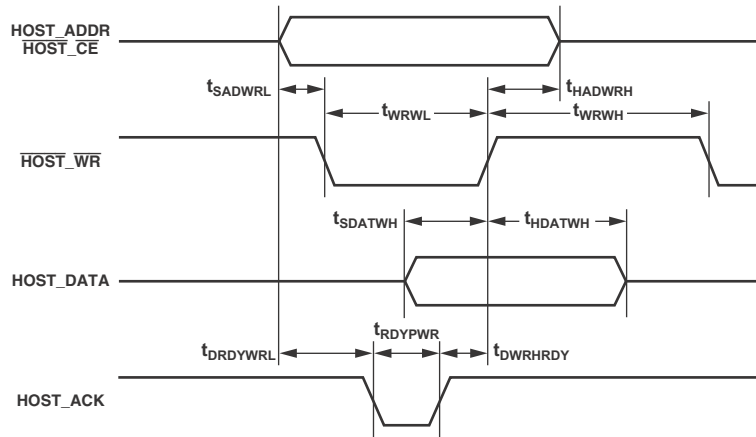 HOST_ADDR
HOST_CE
tSADWRL
tHADWRH
tWRWL
tWRWH
HOST_WR
tSDATWH
tHDATWH
HOST_DATA
tRDYPWR
tDRDYWRL
tDWRHRDY
HOST_ACK